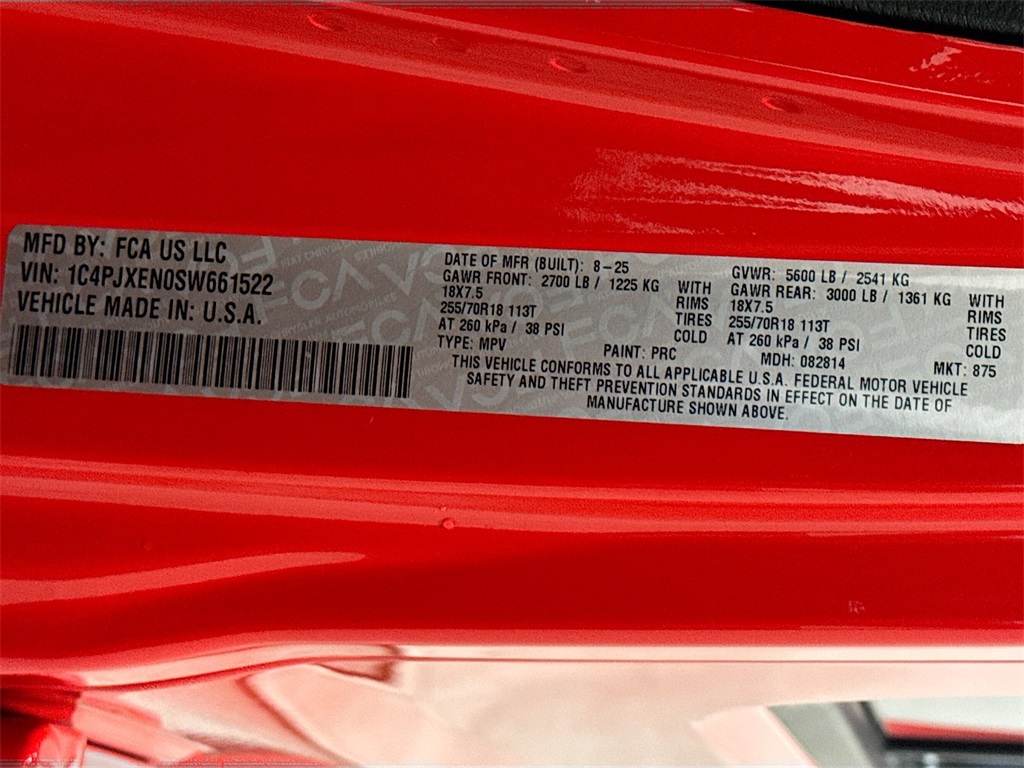 MFD BY: FCA US LLC
VIN: 1C4PJXEN0SW661522
VEHICLE MADE IN: U.S.A.
DATE OF MFR (BUILT): 8-25
GAWR FRONT: 2700 LB / 1225 KG WITH
18X7.5 RIMS
255/70R18 113T TIRES
AT 260 kPa / 38 PSI COLD
TYPE: MPV
GVWR: 5600 LB / 2541 KG
GAWR REAR: 3000 LB / 1361 KG WITH
18X7.5 RIMS
255/70R18 113T TIRES
AT 260 kPa / 38 PSI COLD
PAINT: PRC MDH: 082814 MKT: 875
THIS VEHICLE CONFORMS TO ALL APPLICABLE U.S.A. FEDERAL MOTOR VEHICLE
SAFETY AND THEFT PREVENTION STANDARDS IN EFFECT ON THE DATE OF
MANUFACTURE SHOWN ABOVE.